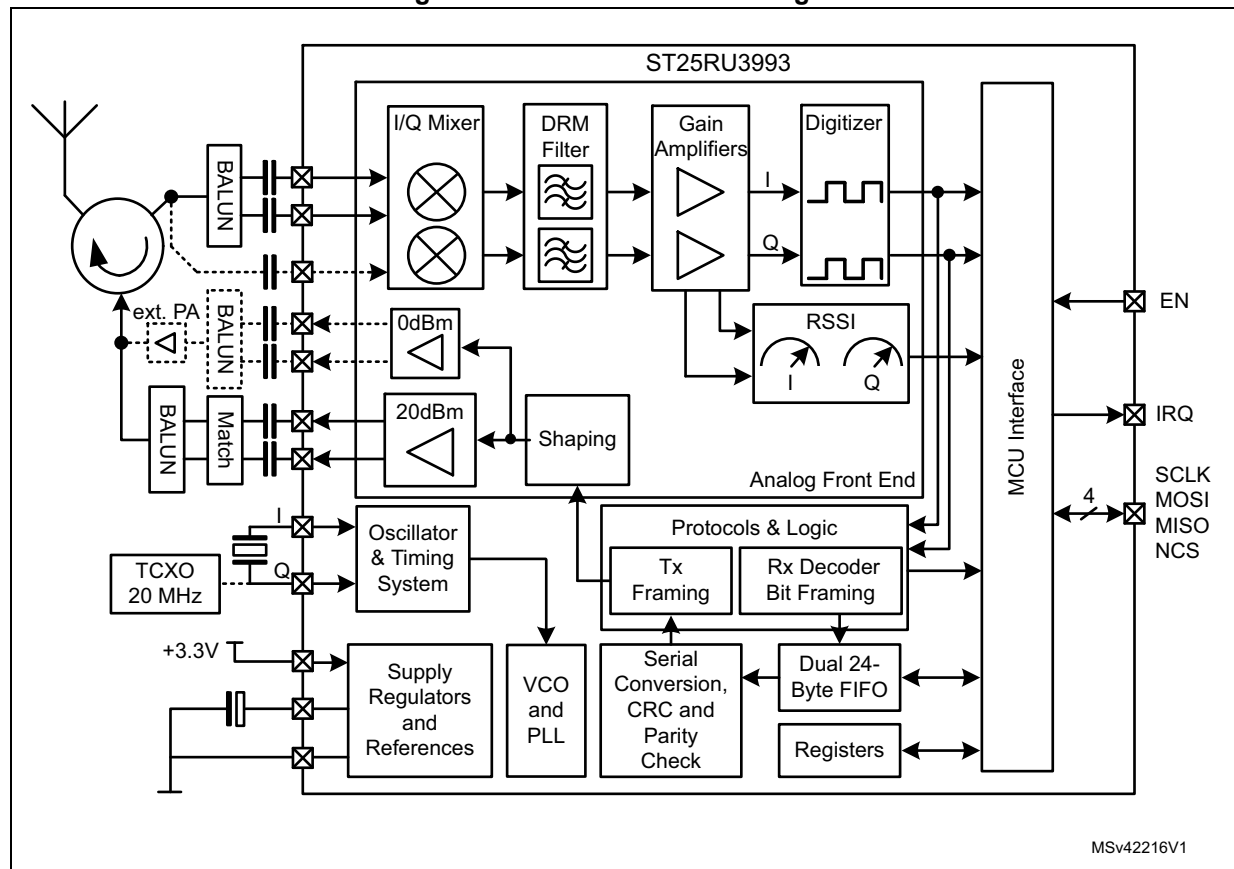 ST25RU3993
I/Q Mixer
DRM
Filter
Gain
Amplifiers
Digitizer
I
Q
BALUN
ext. PA
BALUN
0dBm
RSSI
I
Q
EN
BALUN
Match
20dBm
Shaping
Analog Front End
MCU Interface
IRQ
4
SCLK
MOSI
MISO
NCS
I
Q
TCXO
20 MHz
Oscillator
& Timing
System
Protocols & Logic
Tx
Framing
Rx Decoder
Bit Framing
+3.3V
Supply
Regulators
and
References
VCO
and
PLL
Serial
Conversion,
CRC and
Parity
Check
Dual 24-
Byte FIFO
Registers
MSv42216V1